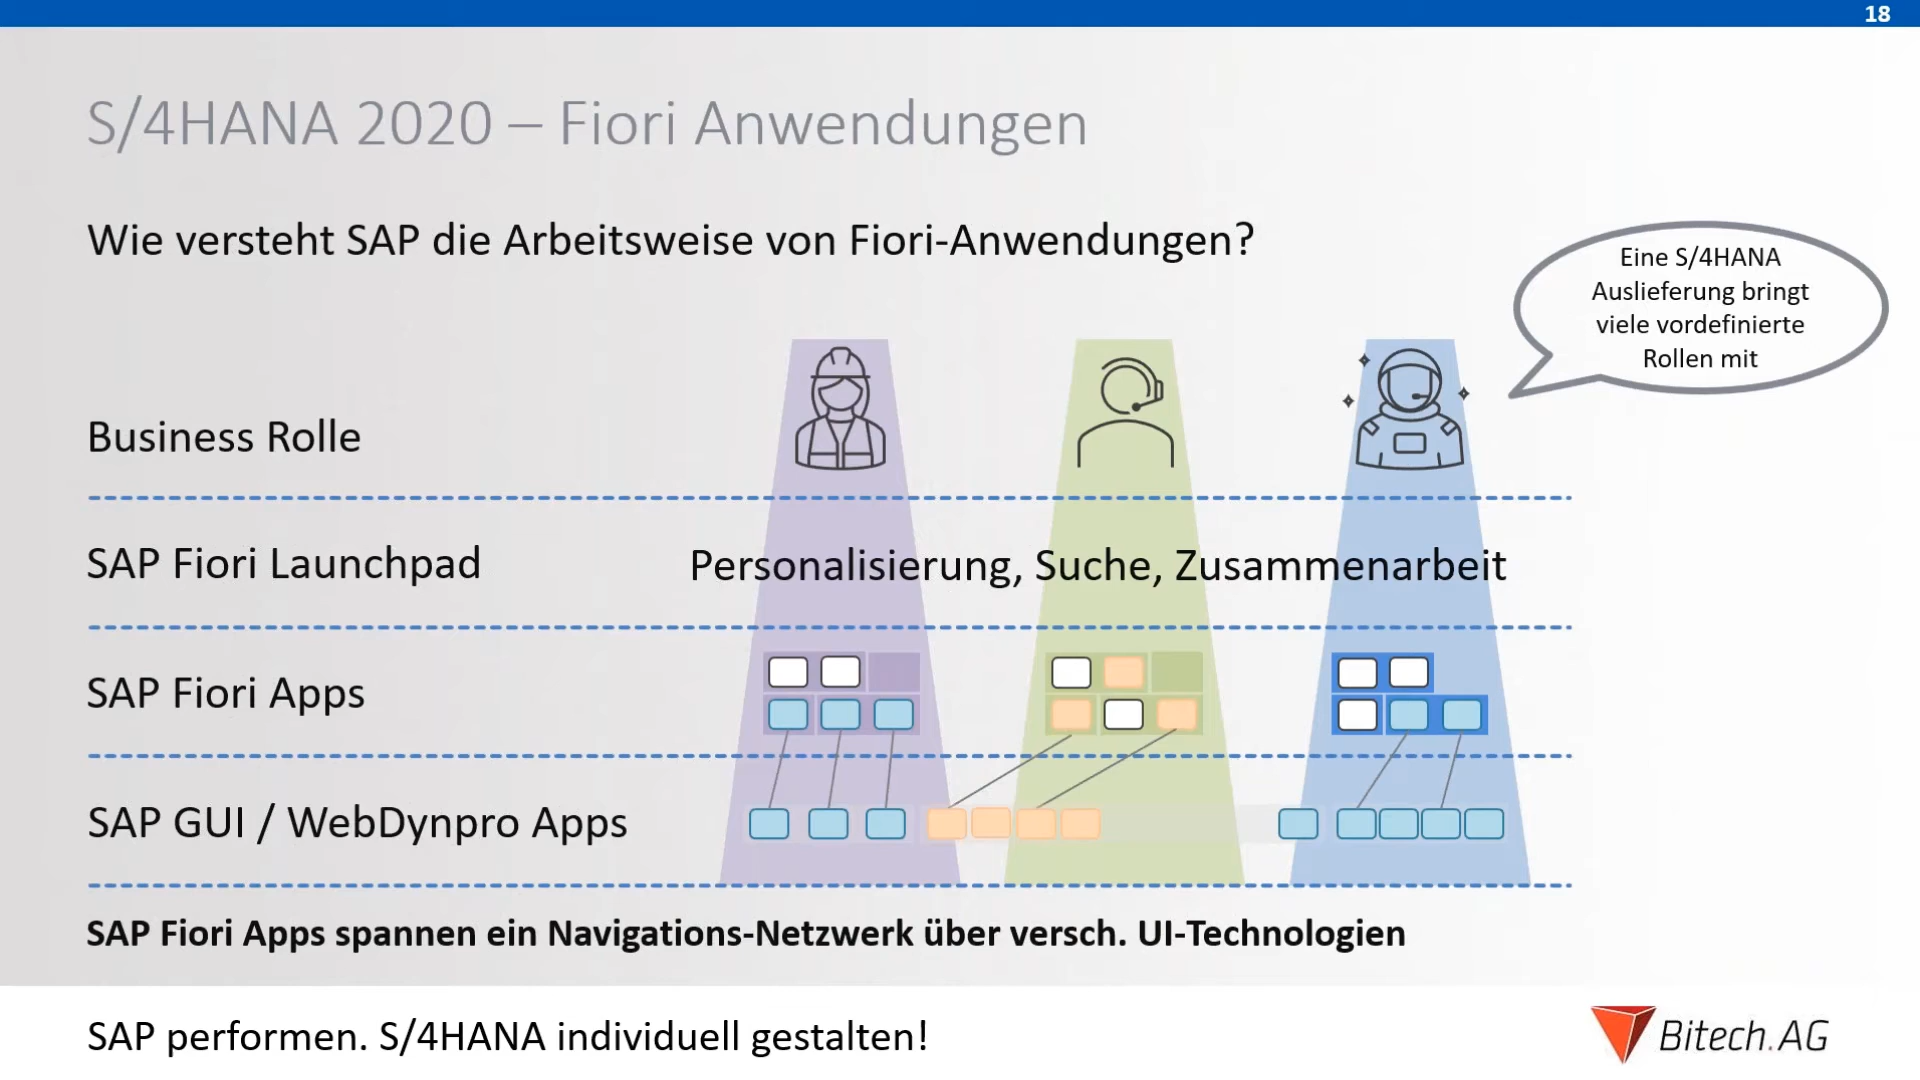 18
S/4HANA 2020 – Fiori Anwendungen
Wie versteht SAP die Arbeitsweise von Fiori-Anwendungen?
Eine S/4HANA
Auslieferung bringt
viele vordefinierte
Rollen mit
Business Rolle
SAP Fiori Launchpad
Personalisierung, Suche, Zusammenarbeit
SAP Fiori Apps
SAP GUI / WebDynpro Apps
SAP Fiori Apps spannen ein Navigations-Netzwerk über versch. UI-Technologien
SAP performen. S/4HANA individuell gestalten!
Bitech.AG